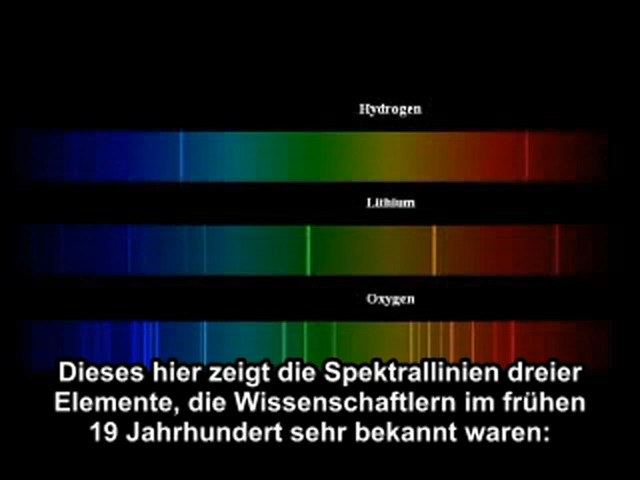 Hydrogen
Lithium
Oxygen
Dieses hier zeigt die Spektrallinien dreier
Elemente, die Wissenschaftlern im frühen
19 Jahrhundert sehr bekannt waren: